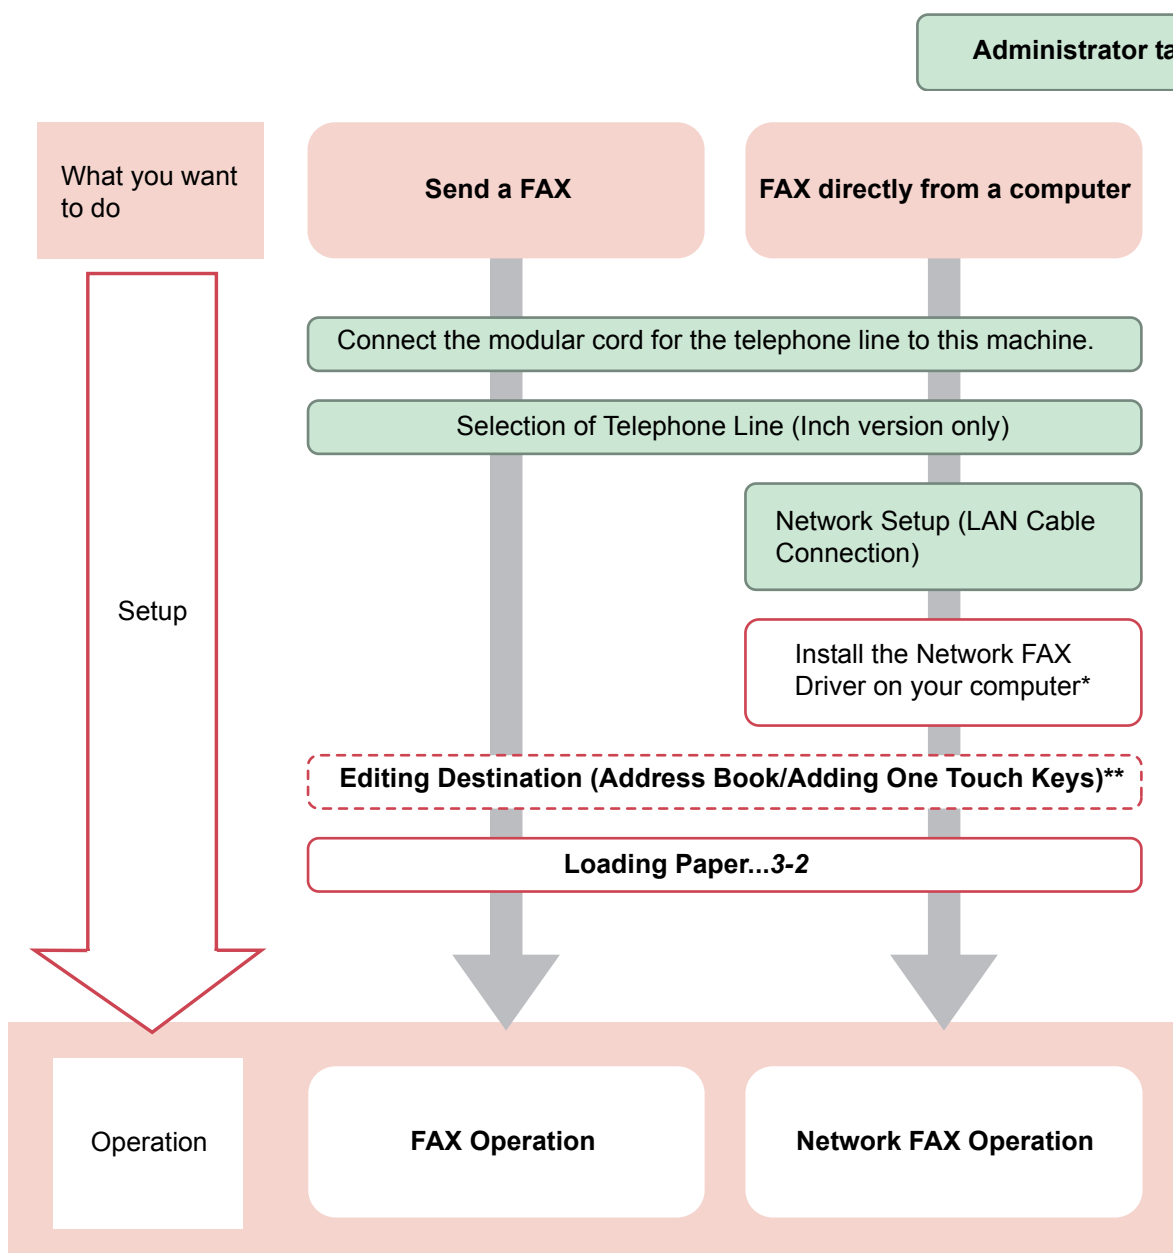 Administrator
What you want
to do
Send a FAX
FAX directly from a computer
Connect the modular cord for the telephone line to this machine.
Selection of Telephone Line (Inch version only)
Network Setup (LAN Cable
Connection)
Setup
Install the Network FAX
Driver on your computer*
Editing Destination (Address Book/Adding One Touch Keys)**
Loading Paper...3-2
Operation
FAX Operation
Network FAX Operation